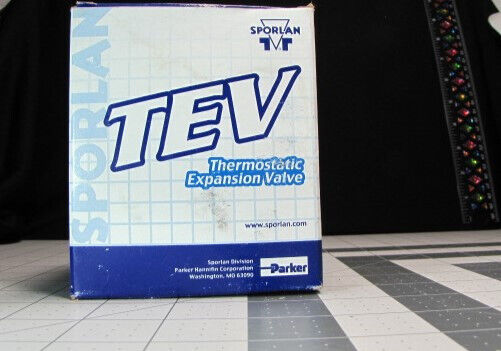 SPORLAN
SPORLAN
TEV
Thermostatic
Expansion Valve
www.sporlan.com
Sporlan Division
Parker Hannifin Corporation
Washington, MO 63090
Parker